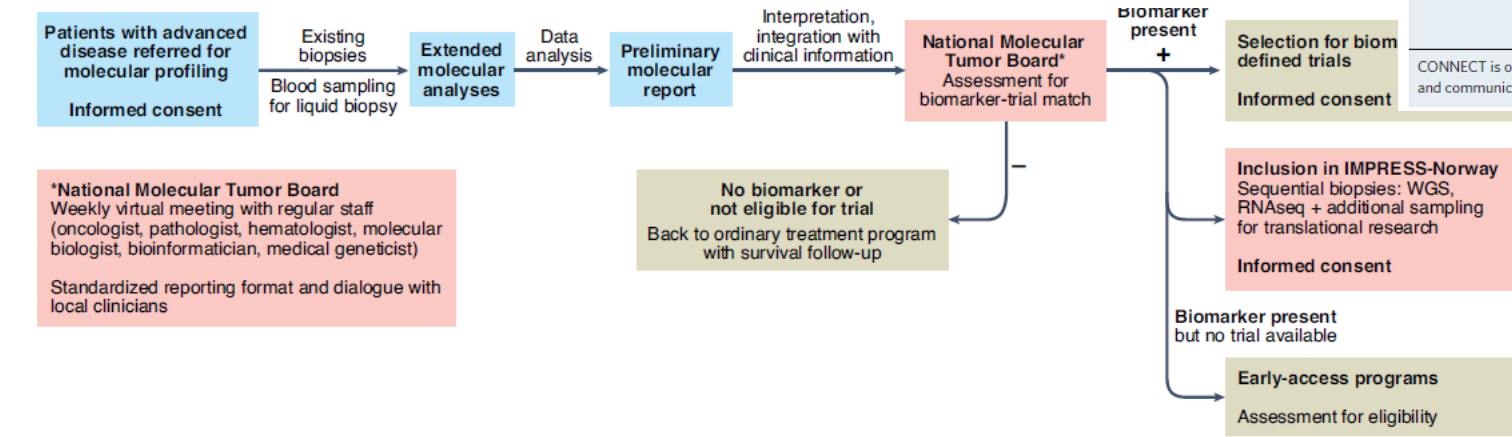 Patients with advanced
disease referred for
molecular profiling
Informed consent
Existing
biopsies
Blood sampling
for liquid biopsy
Extended
molecular
analyses
Data
analysis
Preliminary
molecular
report
Interpretation,
integration with
clinical information
National Molecular
Tumor Board*
Assessment for
biomarker-trial match
Biomarker
present
+
Selection for biom
defined trials
Informed consent
CONNECT is o
and communic
–
*National Molecular Tumor Board
Weekly virtual meeting with regular staff
(oncologist, pathologist, hematologist, molecular
biologist, bioinformatician, medical geneticist)
Standardized reporting format and dialogue with
local clinicians
No biomarker or
not eligible for trial
Back to ordinary treatment program
with survival follow-up
Inclusion in IMPRESS-Norway
Sequential biopsies: WGS,
RNAseq + additional sampling
for translational research
Informed consent
Biomarker present
but no trial available
Early-access programs
Assessment for eligibility